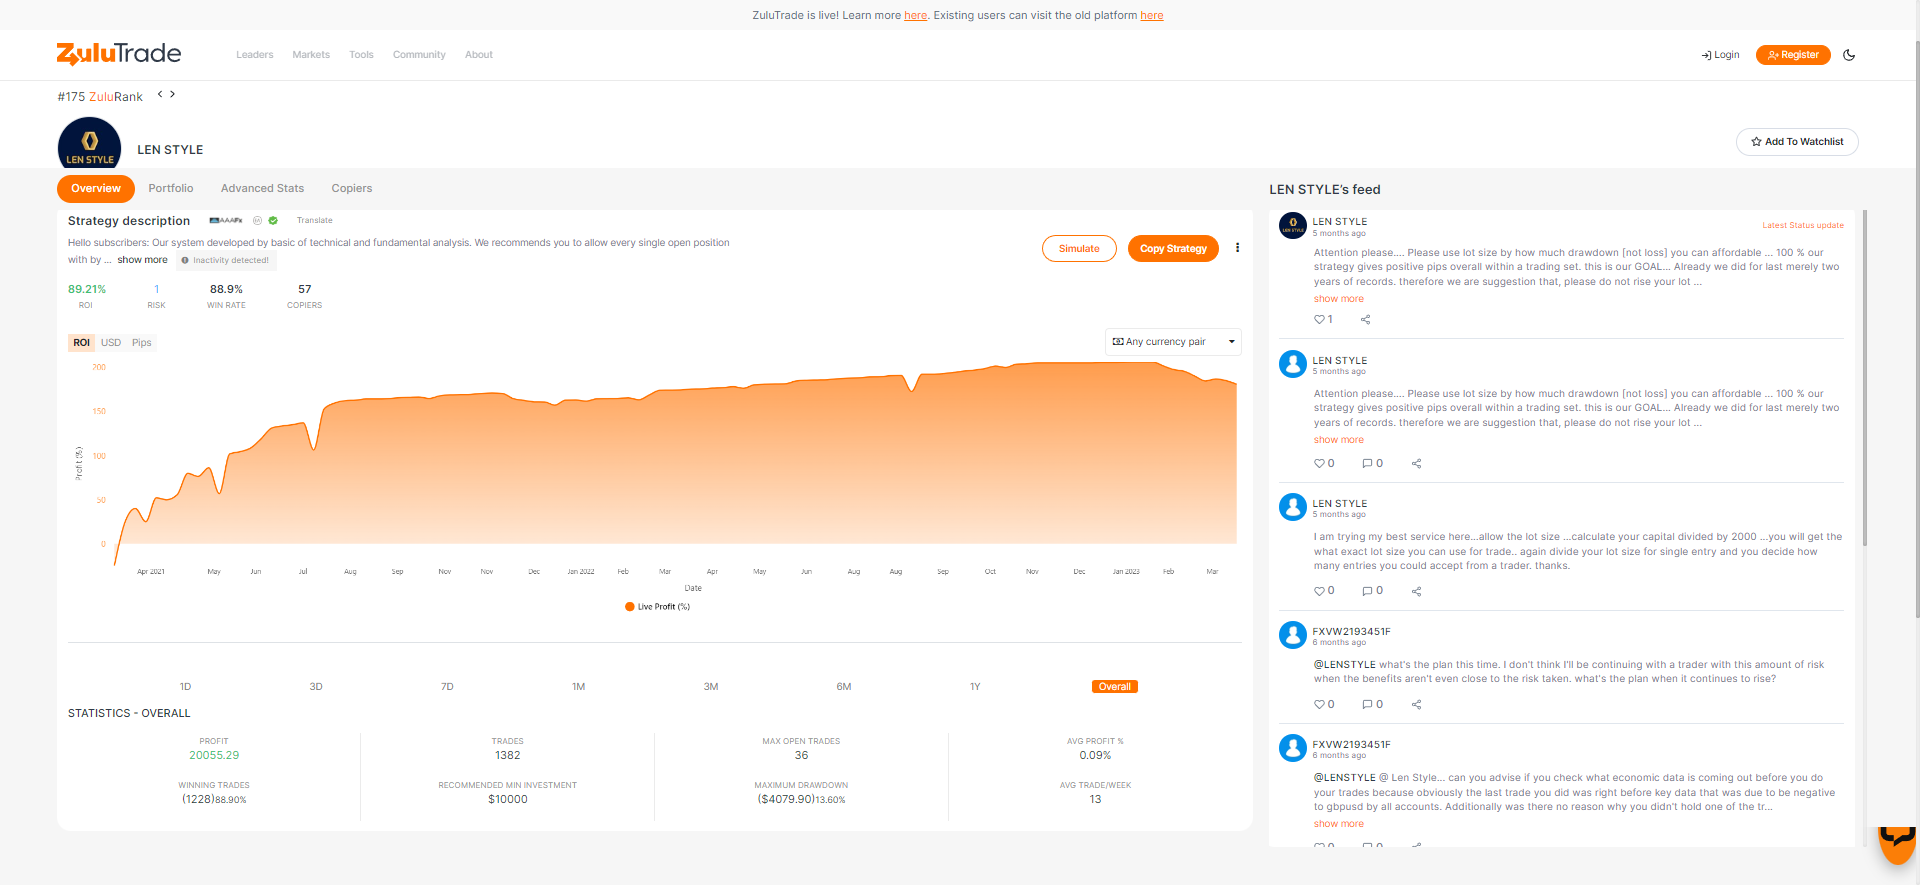 ZuluTrade is live! Learn more here. Existing users can visit the old platform here
ZuluTrade
Leaders Markets Tools Community About
Login Register
#175 ZuluRank < >
LEN STYLE
LEN STYLE
Add To Watchlist
Overview Portfolio Advanced Stats Copiers
Strategy description AAAFx Translate
Hello subscribers: Our system developed by basic of technical and fundamental analysis. We recommends you to allow every single open position
with by ... show more Inactivity detected!
Simulate Copy Strategy
89.21% 1 88.9% 57
ROI RISK WIN RATE COPIERS
ROI USD Pips
Any currency pair
200
150
100
50
0
Profit (%)
Apr 2021 May Jun Jul Aug Sep Nov Nov Dec Jan 2022 Feb Mar Apr May Jun Aug Aug Sep Oct Nov Dec Jan 2023 Feb Mar
Date
Live Profit (%)
1D 3D 7D 1M 3M 6M 1Y Overall
STATISTICS - OVERALL
PROFIT TRADES MAX OPEN TRADES AVG PROFIT %
20055.29 1382 36 0.09%
WINNING TRADES RECOMMENDED MIN INVESTMENT MAXIMUM DRAWDOWN AVG TRADE/WEEK
(1228)88.90% $10000 ($4079.90)13.60% 13
LEN STYLE's feed
LEN STYLE
LEN STYLE
5 months ago
Latest Status update
Attention please.... Please use lot size by how much drawdown [not loss] you can affordable ... 100 % our
strategy gives positive pips overall within a trading set. this is our GOAL... Already we did for last merely two
years of records. therefore we are suggestion that, please do not rise your lot ...
show more
1
LEN STYLE
5 months ago
Attention please.... Please use lot size by how much drawdown [not loss] you can affordable ... 100 % our
strategy gives positive pips overall within a trading set. this is our GOAL... Already we did for last merely two
years of records. therefore we are suggestion that, please do not rise your lot ...
show more
0 0
LEN STYLE
5 months ago
I am trying my best service here...allow the lot size ...calculate your capital divided by 2000 ...you will get the
what exact lot size you can use for trade.. again divide your lot size for single entry and you decide how
many entries you could accept from a trader. thanks.
0 0
FXVW2193451F
6 months ago
@LENSTYLE what's the plan this time. I don't think I'll be continuing with a trader with this amount of risk
when the benefits aren't even close to the risk taken. what's the plan when it continues to rise?
0 0
FXVW2193451F
6 months ago
@LENSTYLE @ Len Style... can you advise if you check what economic data is coming out before you do
your trades because obviously the last trade you did was right before key data that was due to be negative
to gbpusd by all accounts. Additionally was there no reason why you didn't hold one of the tr...
show more
0 0